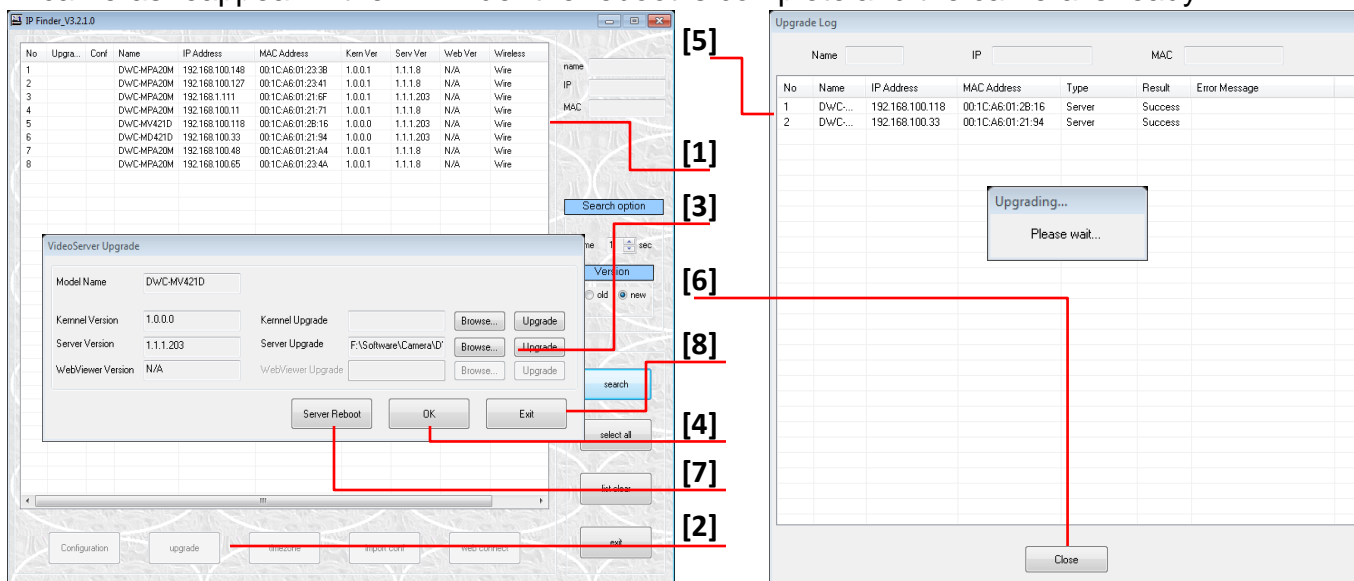 IP Finder_V3.2.1.0
No Upgra... Conf Name IP Address MAC Address Kern Ver Serv Ver Web Ver Wireless
1 DWC-MPA20M 192.168.100.148 00:1C:A6:01:23:3B 1.0.0.1 1.1.1.8 N/A Wire
2 DWC-MPA20M 192.168.100.127 00:1C:A6:01:23:41 1.0.0.1 1.1.1.8 N/A Wire
3 DWC-MPA20M 192.168.1.111 00:1C:A6:01:21:6F 1.0.0.1 1.1.1.203 N/A Wire
4 DWC-MPA20M 192.168.100.11 00:1C:A6:01:21:71 1.0.0.1 1.1.1.8 N/A Wire
5 DWC-MV421D 192.168.100.118 00:1C:A6:01:2B:16 1.0.0.0 1.1.1.203 N/A Wire
6 DWC-MD421D 192.168.100.33 00:1C:A6:01:21:94 1.0.0.0 1.1.1.203 N/A Wire
7 DWC-MPA20M 192.168.100.48 00:1C:A6:01:21:A4 1.0.0.1 1.1.1.8 N/A Wire
8 DWC-MPA20M 192.168.100.65 00:1C:A6:01:23:4A 1.0.0.1 1.1.1.8 N/A Wire
name
IP
MAC
Search option
1 sec
Version
old new
search
select all
list clear
exit
VideoServer Upgrade
Model Name DWC-MV421D
Kernnel Version 1.0.0.0 Kernnel Upgrade Browse... Upgrade
Server Version 1.1.1.203 Server Upgrade F:\Software\Camera\D' Browse... Upgrade
WebViewer Version N/A WebViewer Upgrade Browse... Upgrade
Server Reboot OK Exit
Configuration upgrade timezone import conf web connect
[5]
[1]
[3]
[6]
[8]
[4]
[7]
[2]
Upgrade Log
Name IP MAC
No Name IP Address MAC Address Type Result Error Message
1 DWC-... 192.168.100.118 00:1C:A6:01:2B:16 Server Success
2 DWC-... 192.168.100.33 00:1C:A6:01:21:94 Server Success
Upgrading...
Please wait...
Close